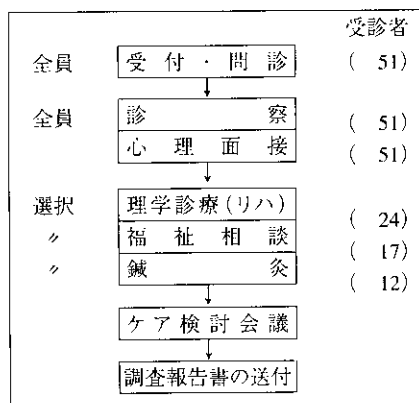 受診者
全員 受付・問診 ( 51)
全員 診察 ( 51)
心理面接 ( 51)
選択 理学診療(リハ) ( 24)
〃 福祉相談 ( 17)
〃 鍼灸 ( 12)
ケア検討会議
調査報告書の送付